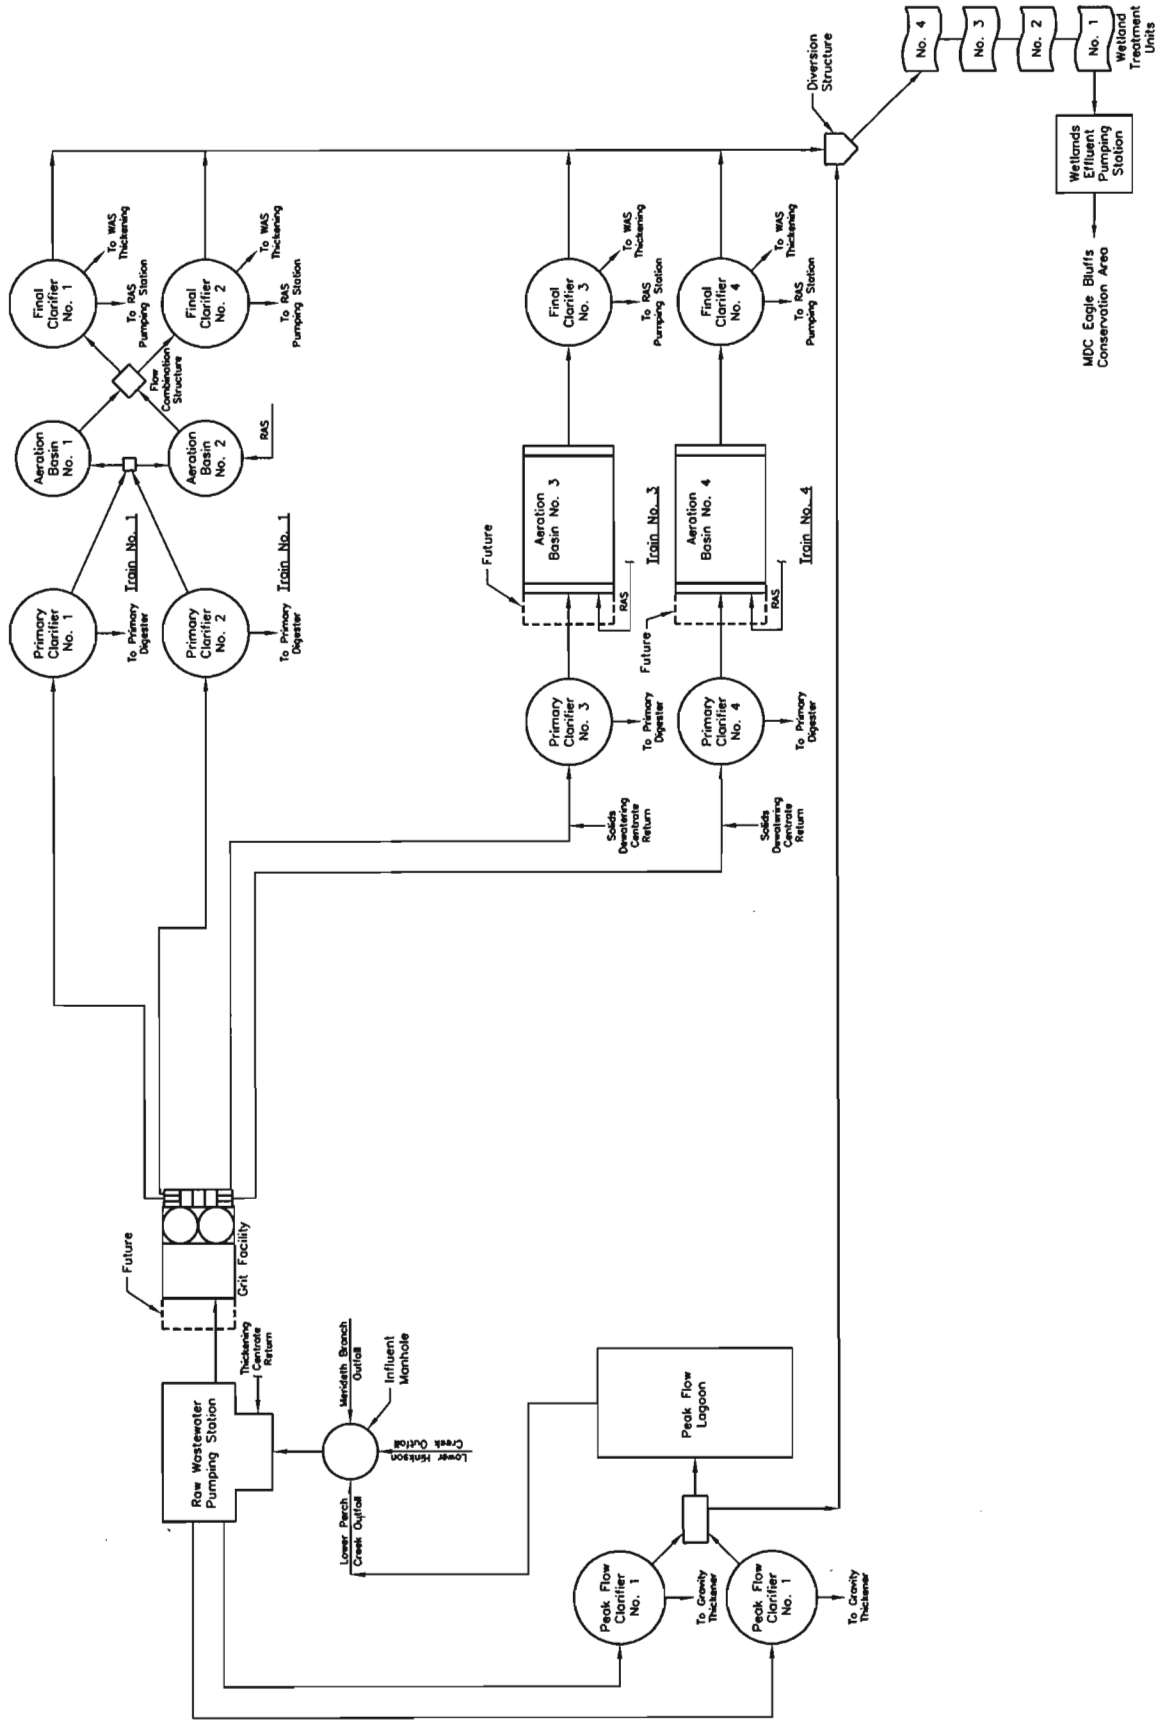 Raw Wastewater
Pumping Station
Thickening
Centrate
Return
Merideth Branch
Outfall
Influent
Manhole
Lower Hinkson
Creek Outfall
Lower Perch
Creek Outfall
Future
Grit Facility
Peak Flow
Clarifier
No. 1
To Gravity
Thickener
Peak Flow
Clarifier
No. 1
To Gravity
Thickener
Peak Flow
Lagoon
Primary
Clarifier
No. 1
To Primary
Digester
Train No. 1
Primary
Clarifier
No. 2
To Primary
Digester
Train No. 1
Aeration
Basin
No. 1
Aeration
Basin
No. 2
RAS
Flow
Combination
Structure
Final
Clarifier
No. 1
To WAS
Thickening
To RAS
Pumping Station
Final
Clarifier
No. 2
To WAS
Thickening
To RAS
Pumping Station
Solids
Dewatering
Centrate
Return
Primary
Clarifier
No. 3
To Primary
Digester
Future
RAS
Aeration
Basin No. 3
Train No. 3
Final
Clarifier
No. 3
To WAS
Thickening
To RAS
Pumping Station
Solids
Dewatering
Centrate
Return
Primary
Clarifier
No. 4
To Primary
Digester
Future
RAS
Aeration
Basin No. 4
Train No. 4
Final
Clarifier
No. 4
To WAS
Thickening
To RAS
Pumping Station
Diversion
Structure
No. 4
No. 3
No. 2
No. 1
Wetland
Treatment
Units
Wetlands
Effluent
Pumping
Station
MDC Eagle Bluffs
Conservation Area